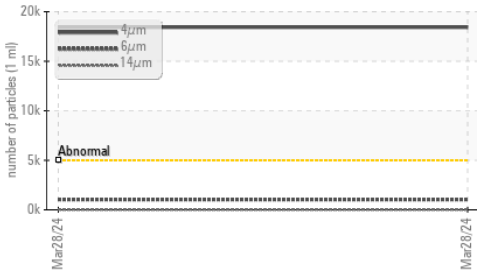 20k
4µm
6µm
15k
14µm
number of particles (1 ml)
10k
Abnormal
5k
0k
Mar28/24
Mar28/24